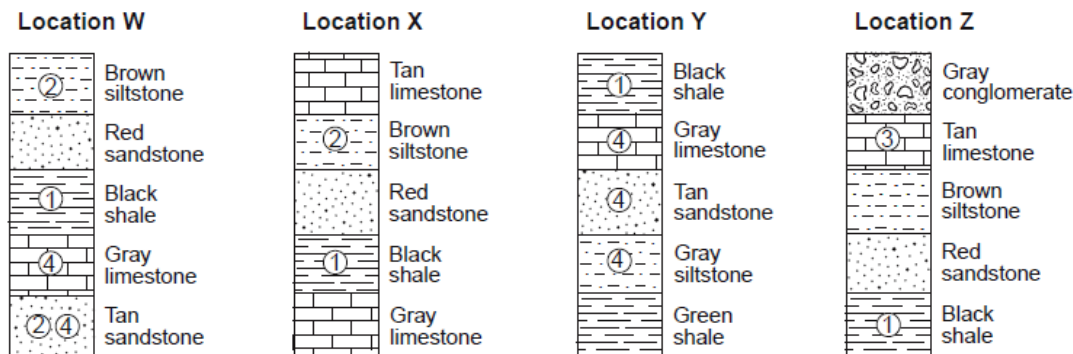 Location W
② Brown
siltstone
Red
sandstone
① Black
shale
④ Gray
limestone
② ④ Tan
sandstone
Location X
Tan
limestone
② Brown
siltstone
Red
sandstone
① Black
shale
Gray
limestone
Location Y
① Black
shale
④ Gray
limestone
④ Tan
sandstone
④ Gray
siltstone
Green
shale
Location Z
Gray
conglomerate
③ Tan
limestone
Brown
siltstone
Red
sandstone
① Black
shale